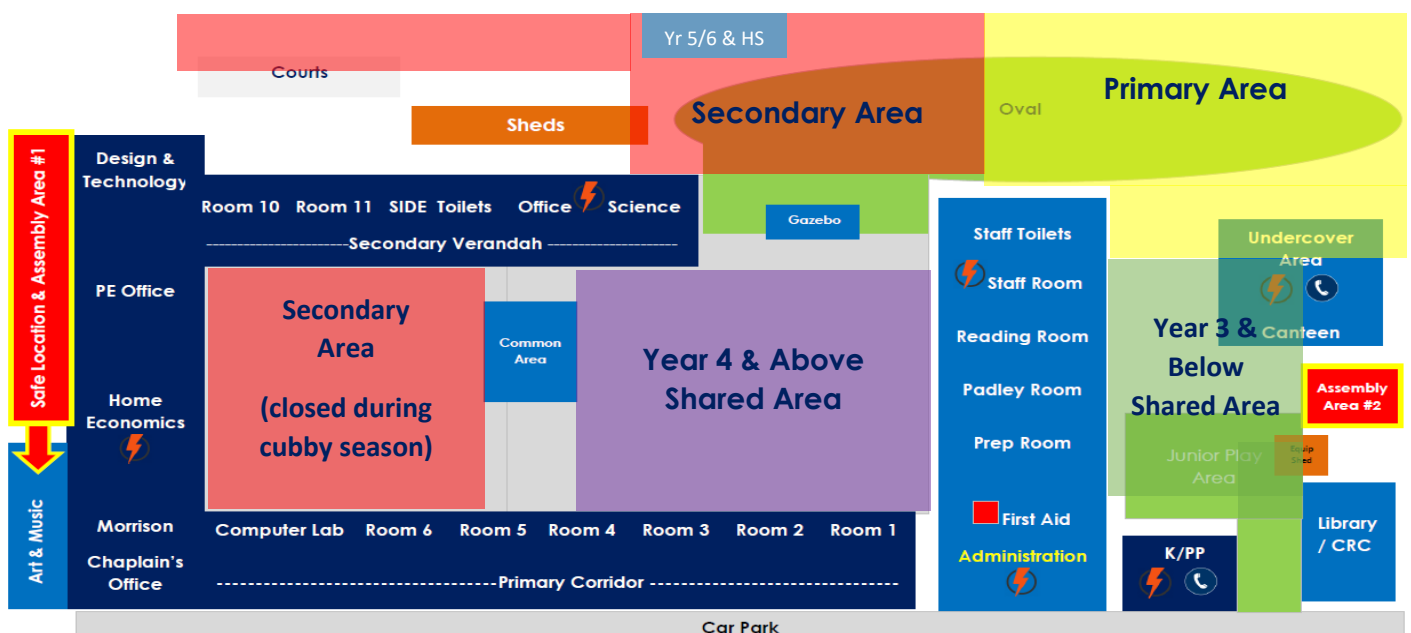 Yr 5/6 & HS
Courts
Secondary Area
Primary Area
Oval
Sheds
Safe Location & Assembly Area #1
Design &
Technology
Room 10 Room 11 SIDE Toilets Office Science
-----------------------Secondary Verandah ---------------------
Gazebo
Staff Toilets
Undercover
Area
PE Office
Staff Room
Secondary
Area
(closed during
cubby season)
Common
Area
Year 4 & Above
Shared Area
Reading Room
Year 3 &
Below
Shared Area
Canteen
Padley Room
Assembly
Area #2
Home
Economics
Prep Room
Junior Play
Area
Equip
Shed
Art & Music
Morrison
Computer Lab Room 6 Room 5 Room 4 Room 3 Room 2 Room 1
First Aid
Library
/ CRC
Chaplain's
Office
-----------------------------------Primary Corridor -------------------------------
Administration
K/PP
Car Park